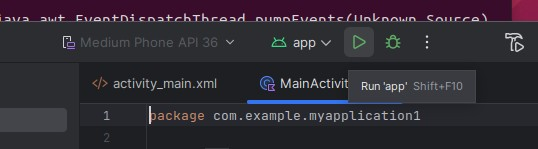 java.awt.EventDispatchThread.pumpEvents(Unknown Source)
Medium Phone API 36 app
activity_main.xml MainActivit
Run 'app' Shift+F10
1 package com.example.myapplication1
2